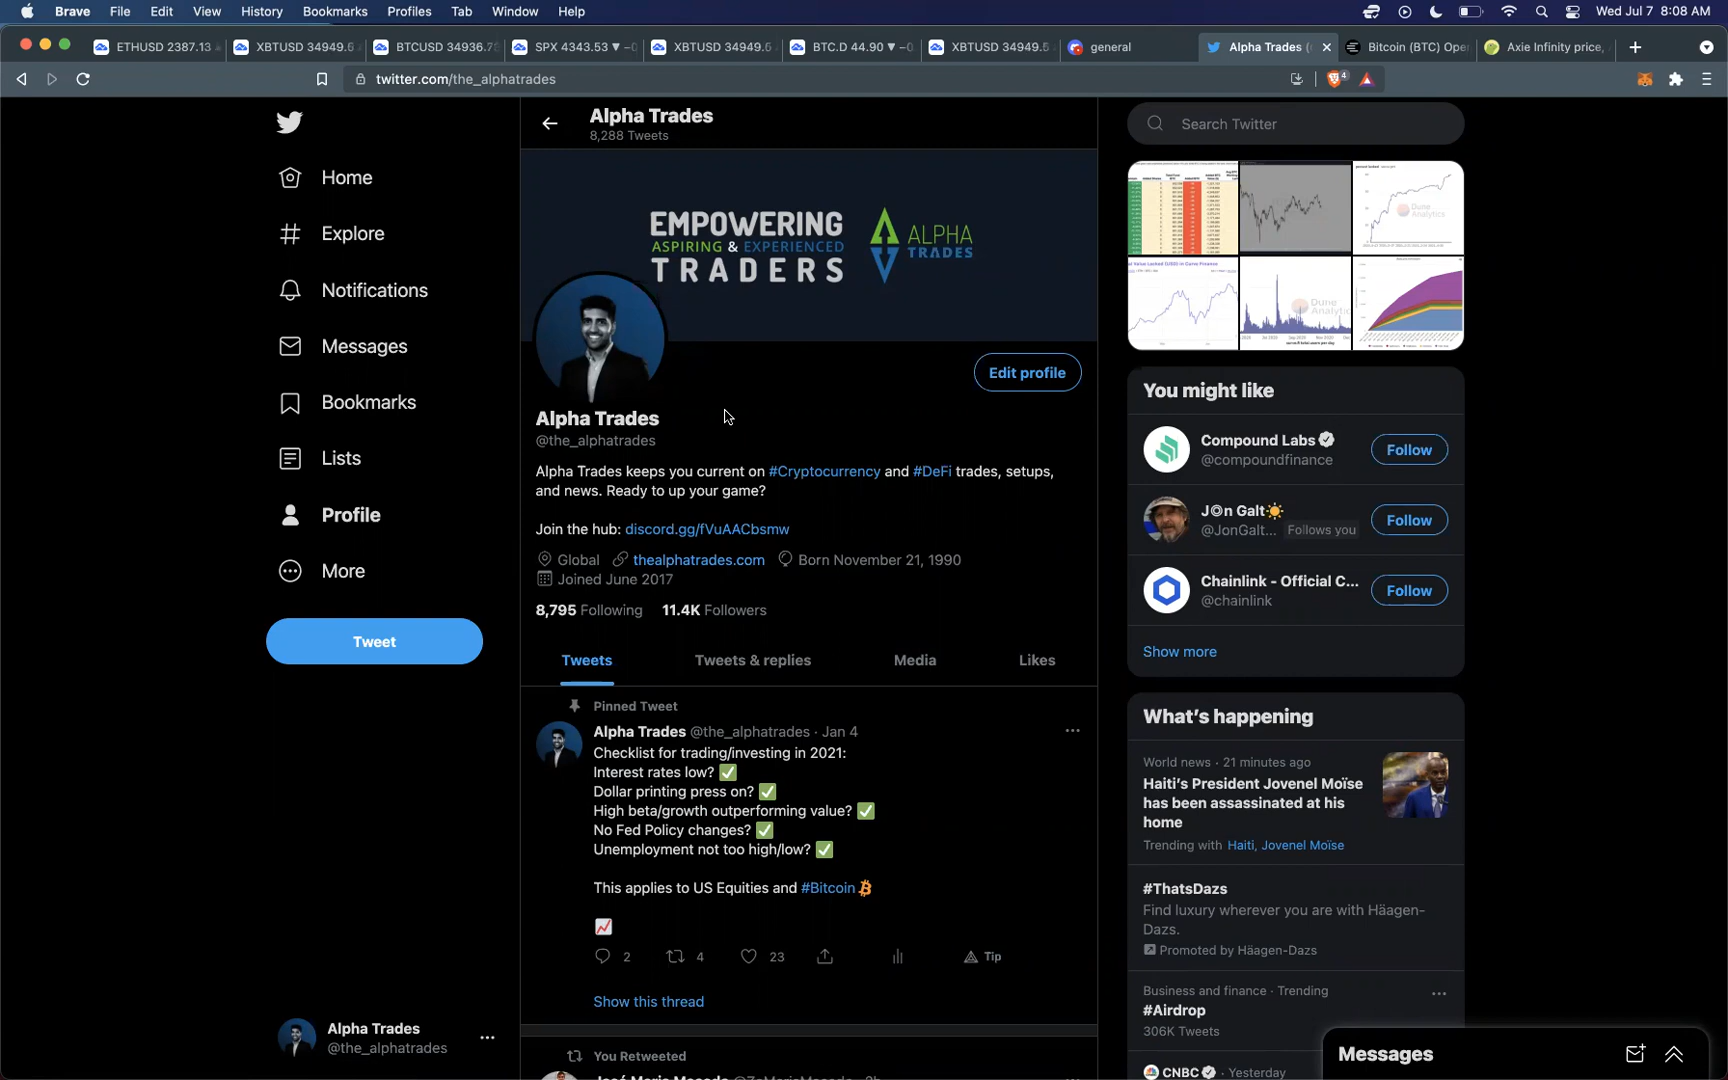 Brave File Edit View History Bookmarks Profiles Tab Window Help
Wed Jul 7 8:08 AM
ETHUSD 2387.13
XBTUSD 34949.5
BTCUSD 34936.7
SPX 4343.53 ▼
XBTUSD 34949.5
BTC.D 44.90 ▼
XBTUSD 34949.5
general
Alpha Trades (
Bitcoin (BTC) Ope
Axie Infinity price,
twitter.com/the_alphatrades
4
Home
Explore
Notifications
Messages
Bookmarks
Lists
Profile
More
Tweet
Alpha Trades
@the_alphatrades
Alpha Trades
8,288 Tweets
EMPOWERING
ASPIRING & EXPERIENCED
TRADERS
ALPHA
TRADES
Edit profile
Alpha Trades
@the_alphatrades
Alpha Trades keeps you current on #Cryptocurrency and #DeFi trades, setups,
and news. Ready to up your game?
Join the hub: discord.gg/fVuAACbsmw
Global thealphatrades.com Born November 21, 1990
Joined June 2017
8,795 Following 11.4K Followers
Tweets Tweets & replies Media Likes
Pinned Tweet
Alpha Trades @the_alphatrades · Jan 4
Checklist for trading/investing in 2021:
Interest rates low? ✅
Dollar printing press on? ✅
High beta/growth outperforming value? ✅
No Fed Policy changes? ✅
Unemployment not too high/low? ✅
This applies to US Equities and #Bitcoin
📈
2 4 23 Tip
Show this thread
You Retweeted
Search Twitter
Dune
Analytics
Dune
Analytics
You might like
Compound Labs
@compoundfinance
Follow
J©n Galt☀️
@JonGalt... Follows you
Follow
Chainlink - Official C...
@chainlink
Follow
Show more
What's happening
World news · 21 minutes ago
Haiti's President Jovenel Moïse
has been assassinated at his
home
Trending with Haiti, Jovenel Moïse
#ThatsDazs
Find luxury wherever you are with Häagen-
Dazs.
Promoted by Häagen-Dazs
Business and finance · Trending
#Airdrop
306K Tweets
CNBC · Yesterday
Messages